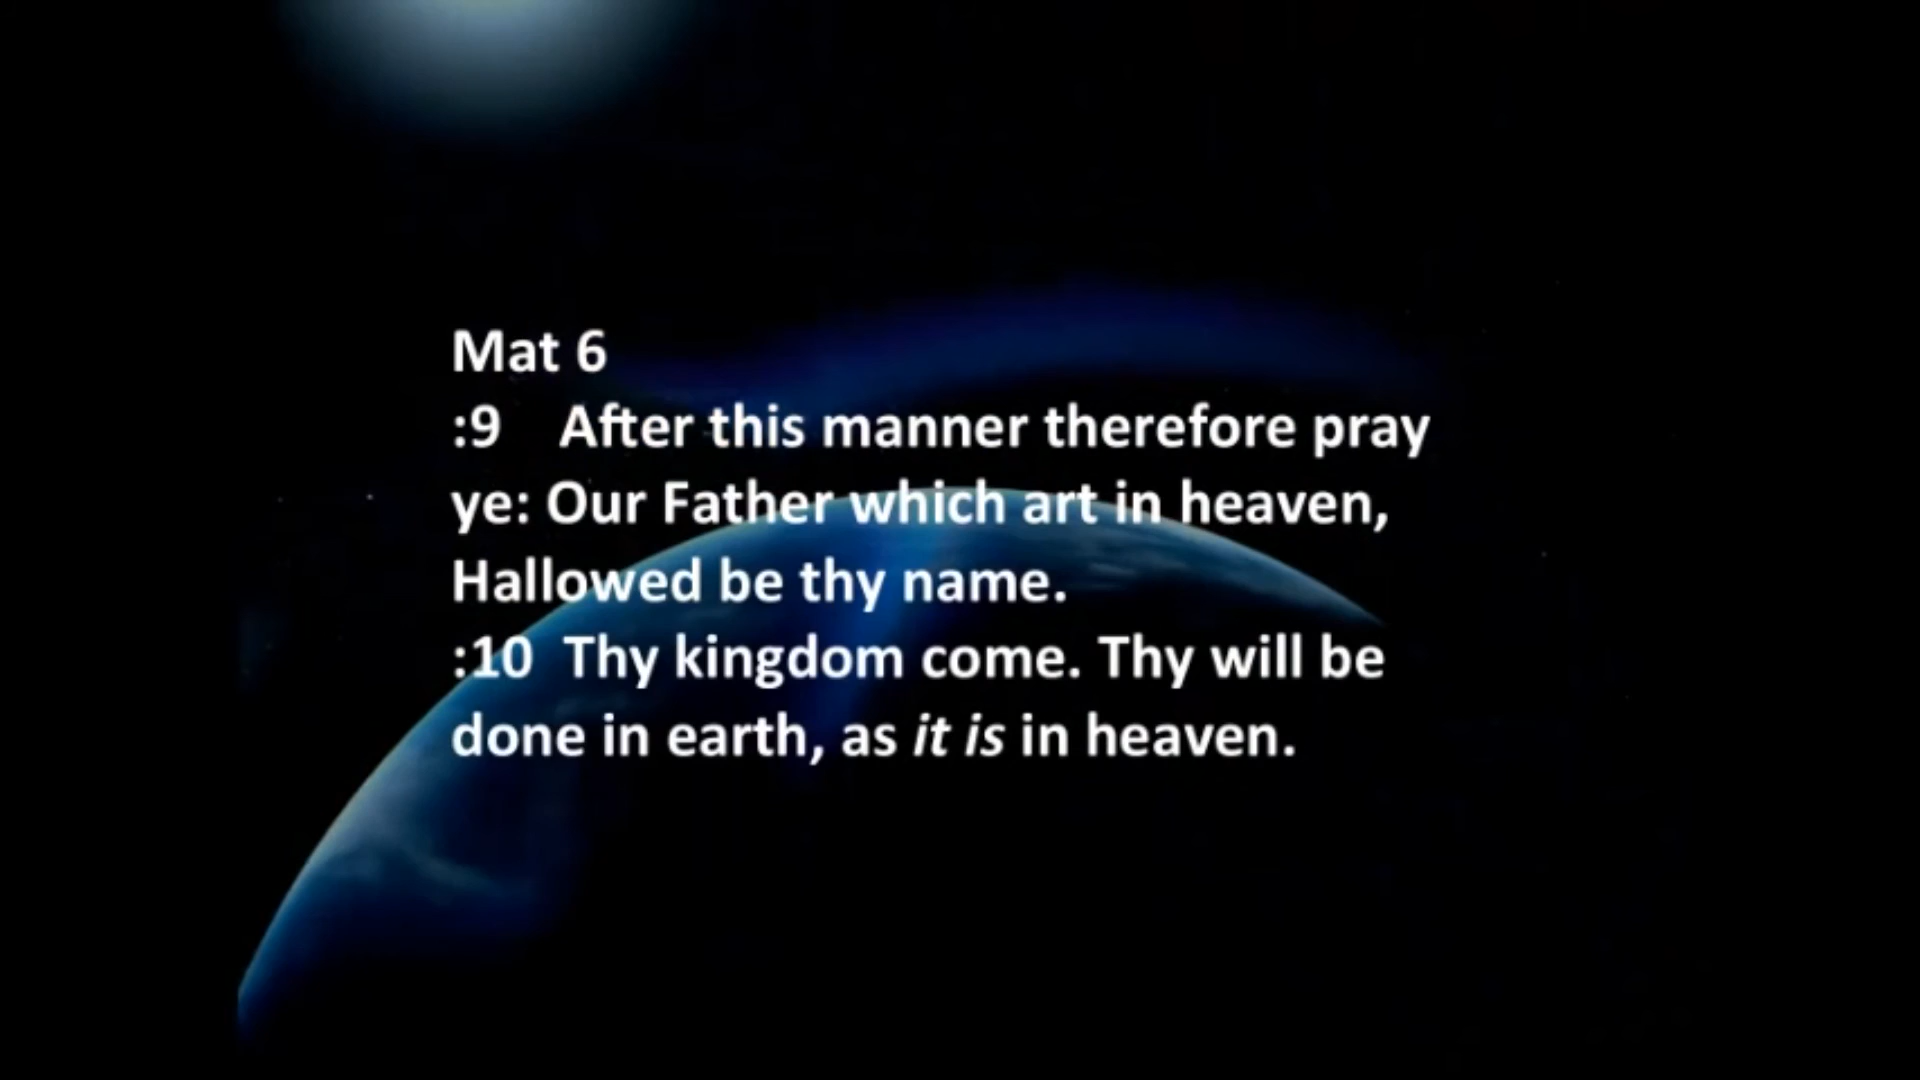 Mat 6
:9 After this manner therefore pray
ye: Our Father which art in heaven,
Hallowed be thy name.
:10 Thy kingdom come. Thy will be
done in earth, as it is in heaven.